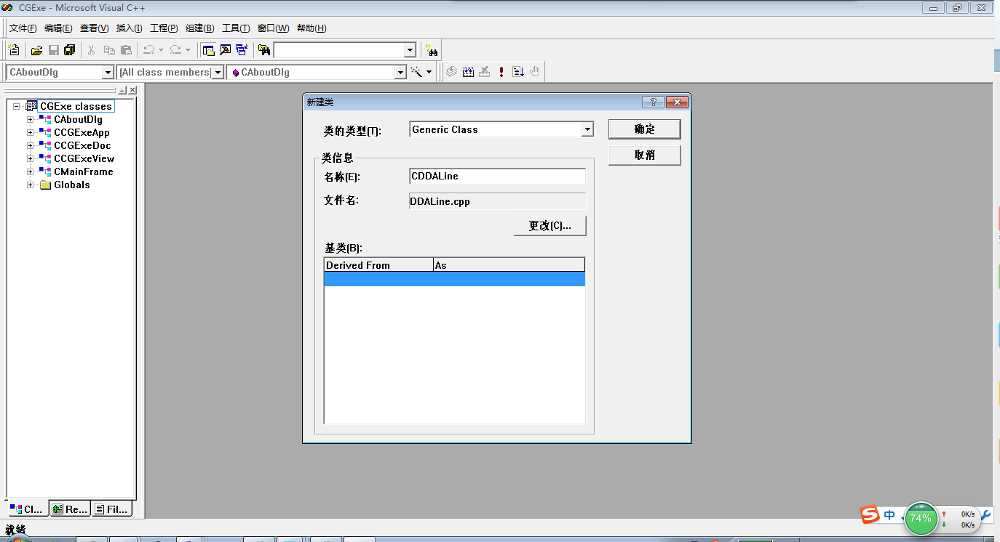 CGExe - Microsoft Visual C++
文件(F) 编辑(E) 查看(V) 插入(I) 工程(P) 组建(B) 工具(T) 窗口(W) 帮助(H)
CAboutDlg [All class members] CAboutDlg
CGExe classes
CAboutDlg
CCGExeApp
CCGExeDoc
CCGExeView
CMainFrame
Globals
Cl... Re... Fil...
新建类
类的类型(T): Generic Class 确定
取消
类信息
名称(E): CDDALine
文件名: DDALine.cpp
更改(C)...
基类(B):
Derived From As
就绪
S 中 74% 0K/s
0K/s